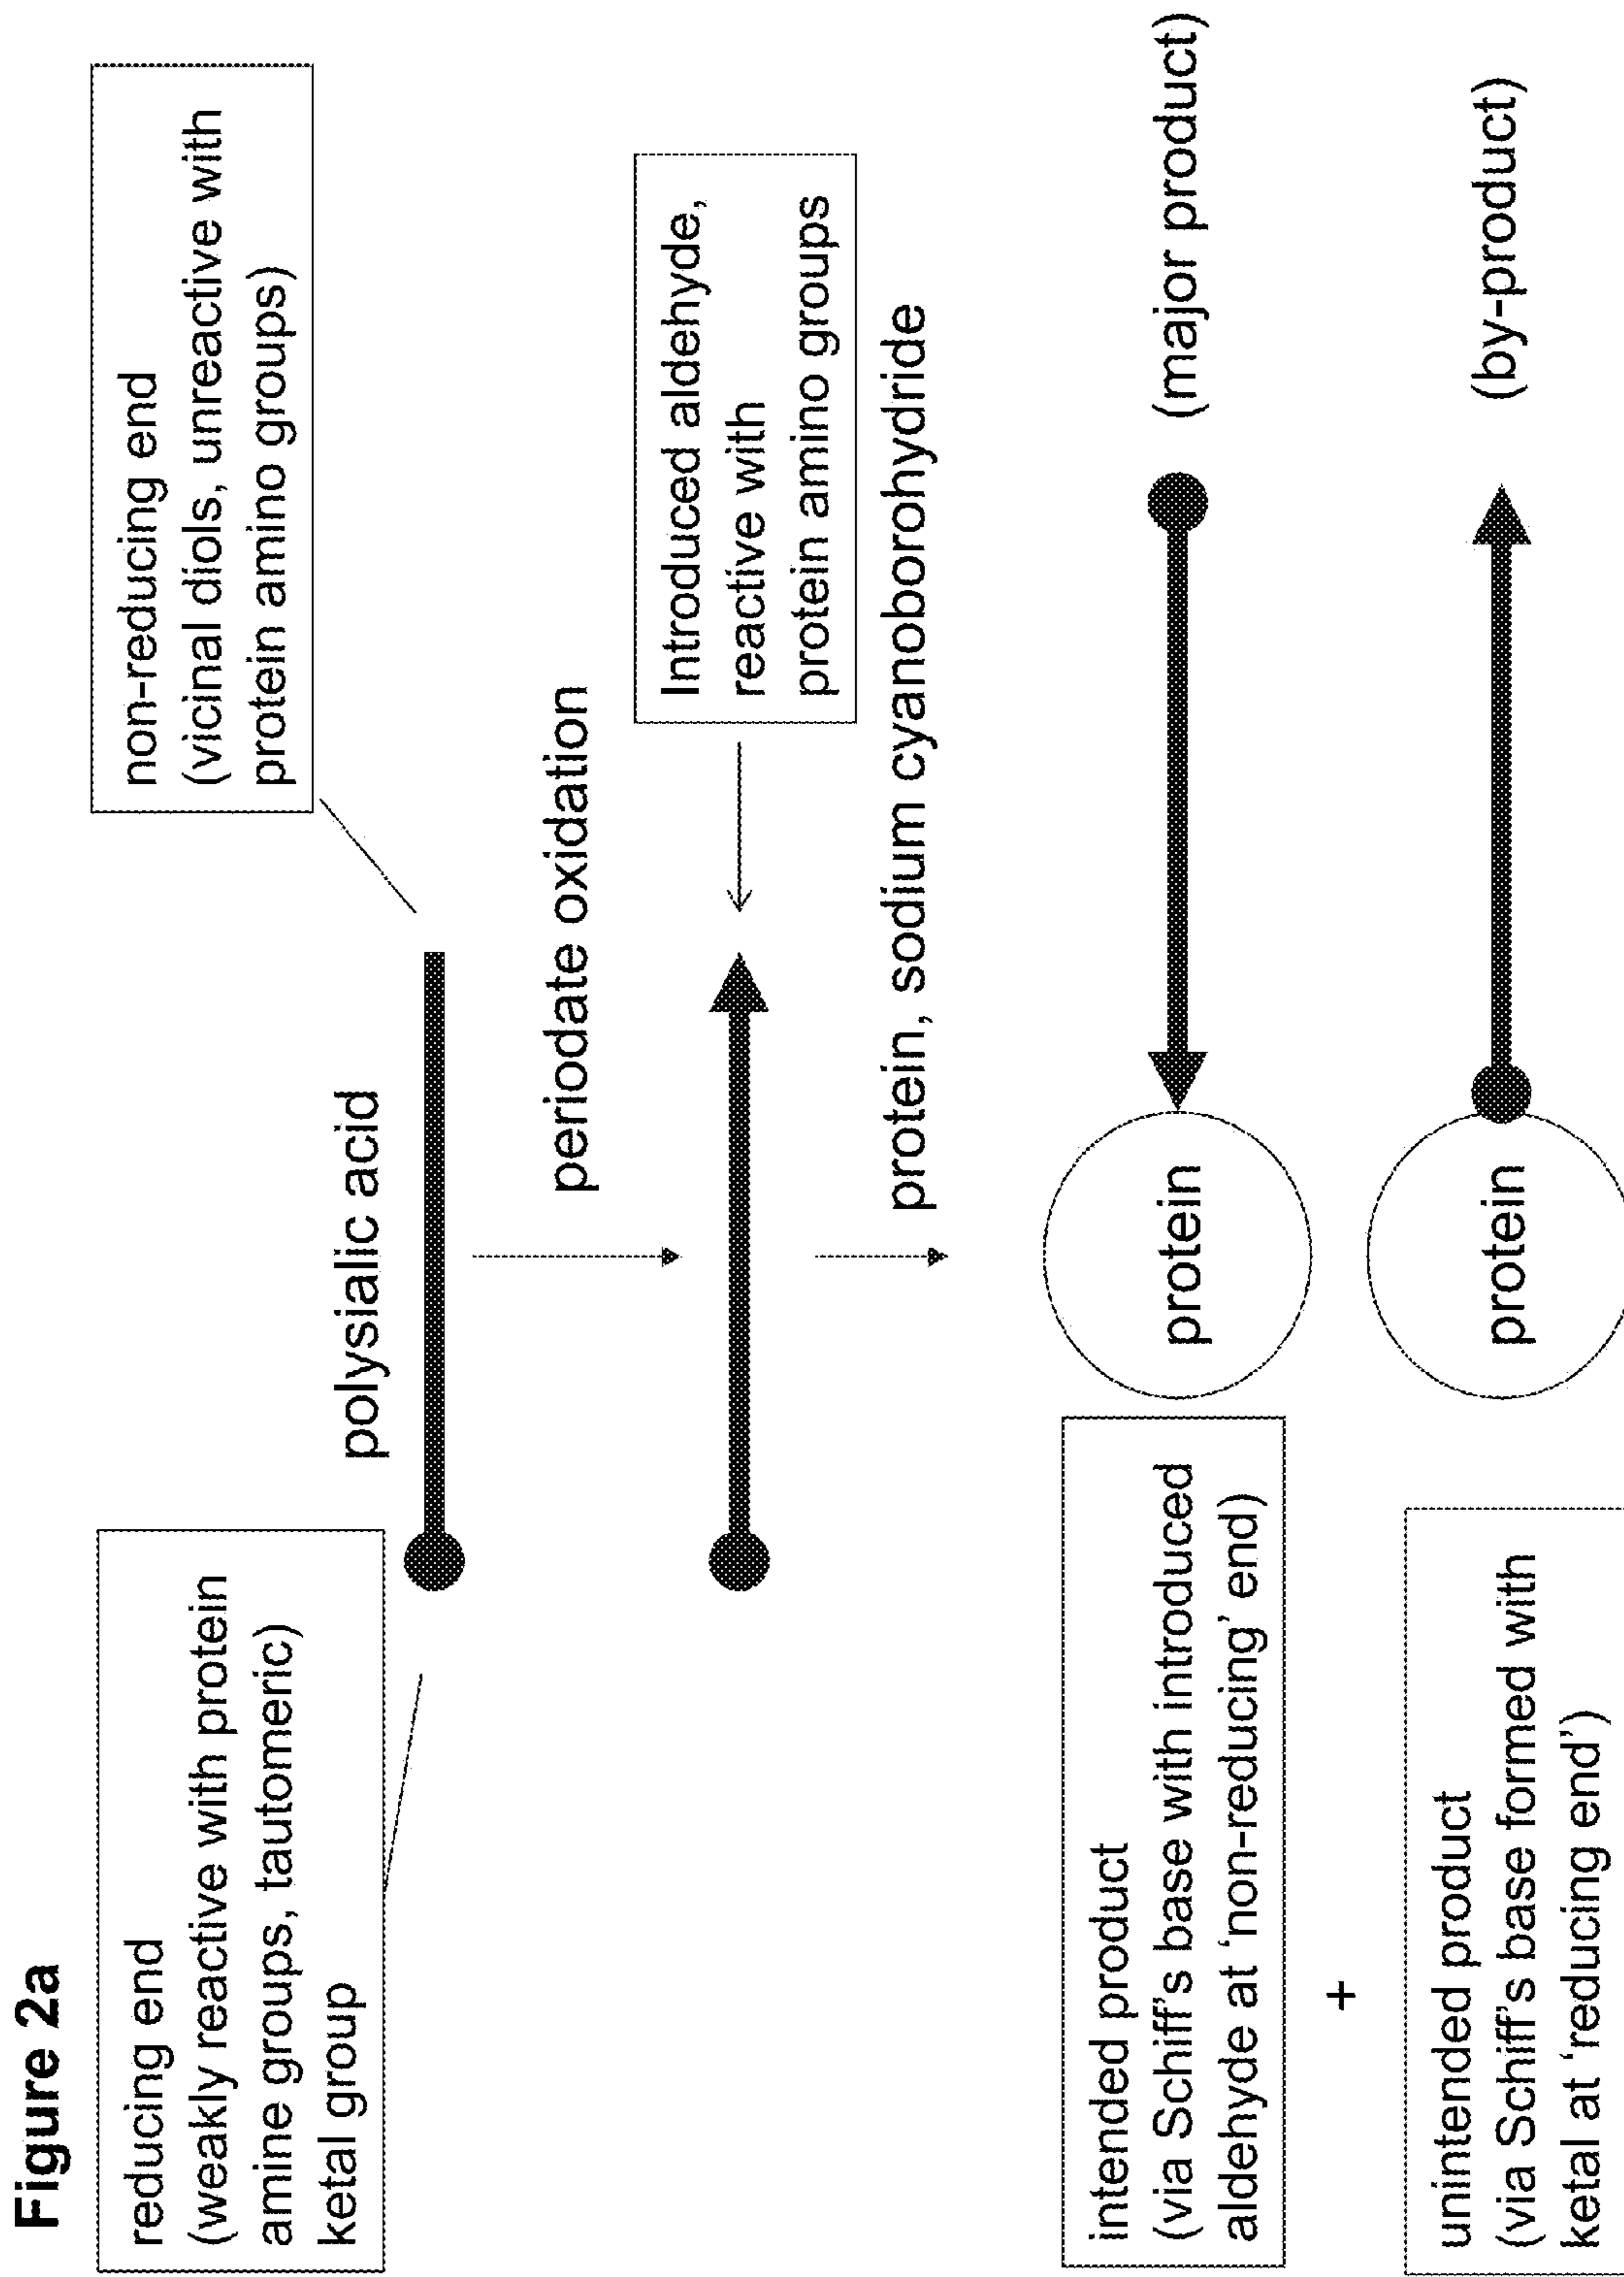 Figure 2a
reducing end
(weakly reactive with protein
amine groups, tautomeric)
ketal group
non-reducing end
(vicinal diols, unreactive with
protein amino groups)
polysialic acid
periodate oxidation
Introduced aldehyde,
reactive with
protein amino groups
protein, sodium cyanoborohydride
intended product
(via Schiff's base with introduced
aldehyde at ‘non-reducing’ end)
protein
(major product)
+
unintended product
(via Schiff's base formed with
ketal at ‘reducing end’)
protein
(by-product)